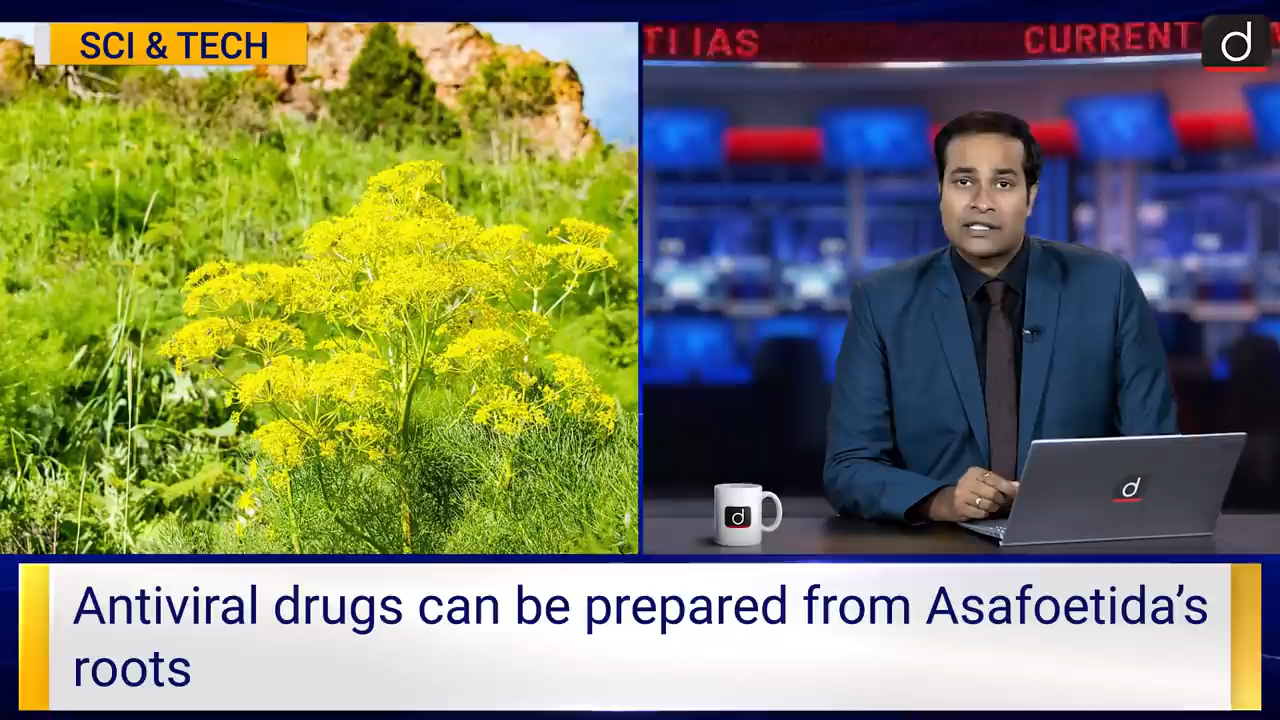 SCI & TECH
TI IAS
CURRENT
d
d
d
Antiviral drugs can be prepared from Asafoetida’s
roots